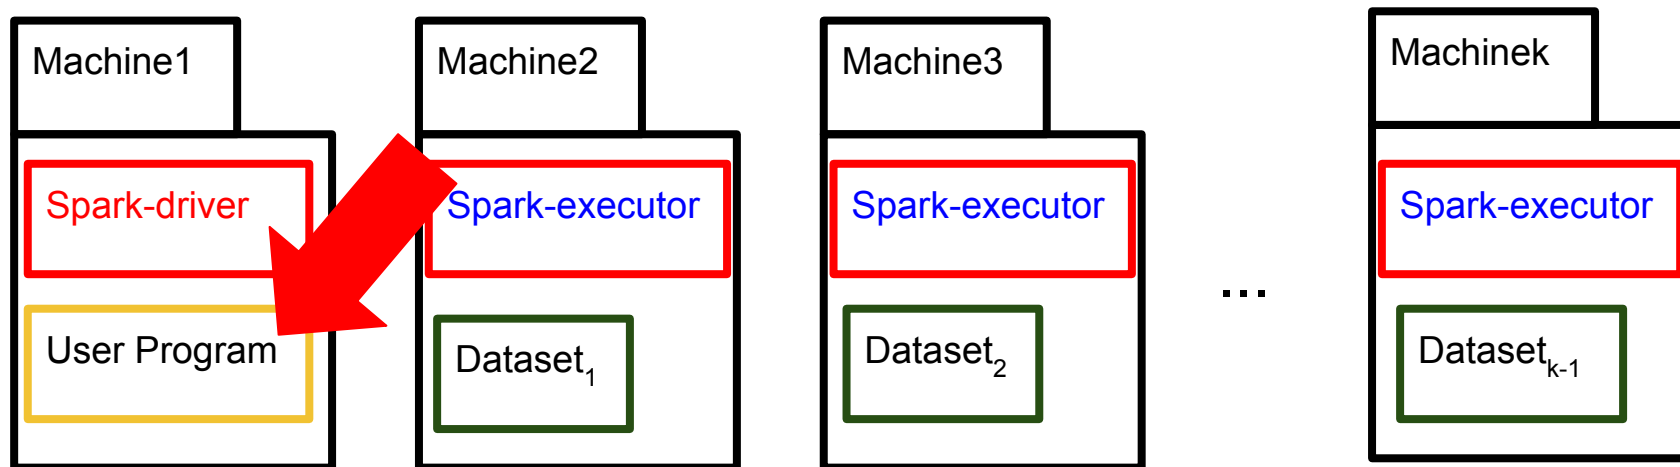 Machine1
Spark-driver
User Program
Machine2
Spark-executor
Dataset1
Machine3
Spark-executor
Dataset2
...
Machinek
Spark-executor
Datasetk-1